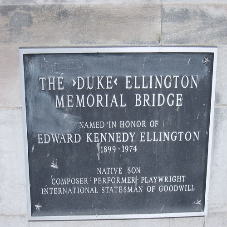 THE ›DUKE‹ ELLINGTON
MEMORIAL BRIDGE
NAMED IN HONOR OF
EDWARD KENNEDY ELLINGTON
1899 - 1974
NATIVE SON
COMPOSER · PERFORMER · PLAYWRIGHT
INTERNATIONAL STATESMAN OF GOODWILL